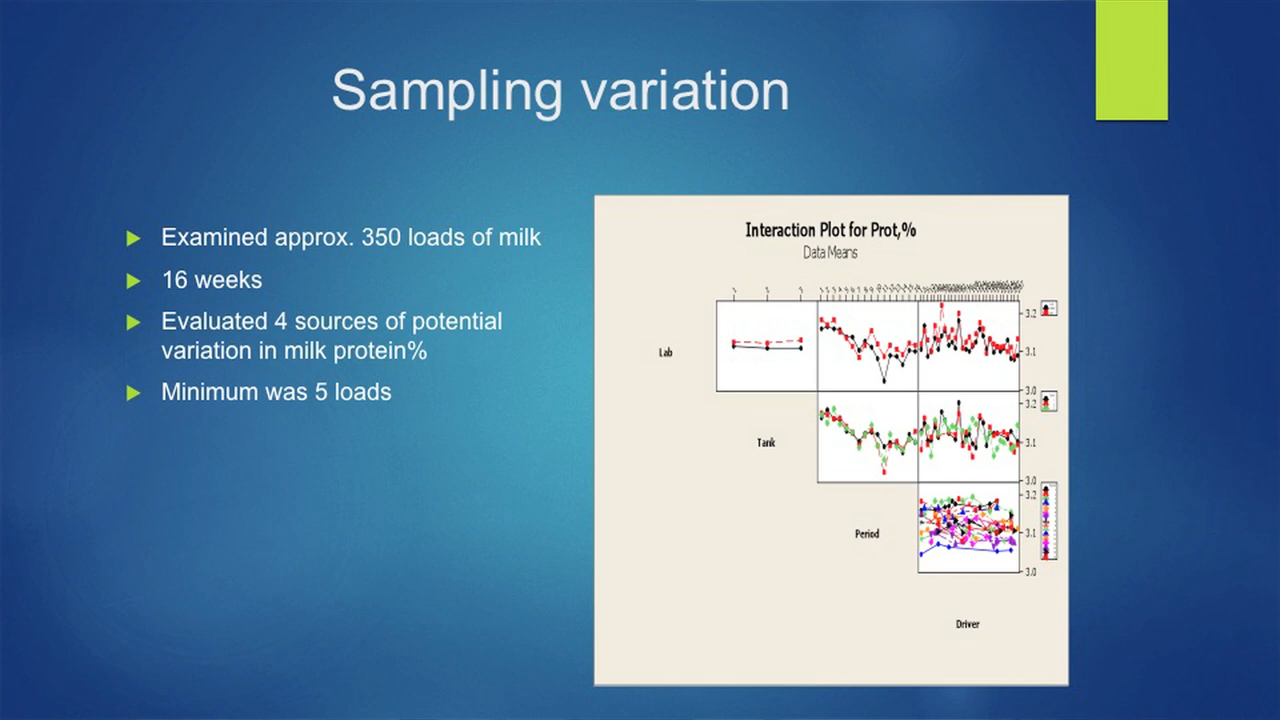 Sampling variation
Examined approx. 350 loads of milk
16 weeks
Evaluated 4 sources of potential
variation in milk protein%
Minimum was 5 loads
Interaction Plot for Prot,%
Data Means
Lab
3.2
3.1
3.0
Tank
3.2
3.1
3.0
Period
3.2
3.1
3.0
Driver